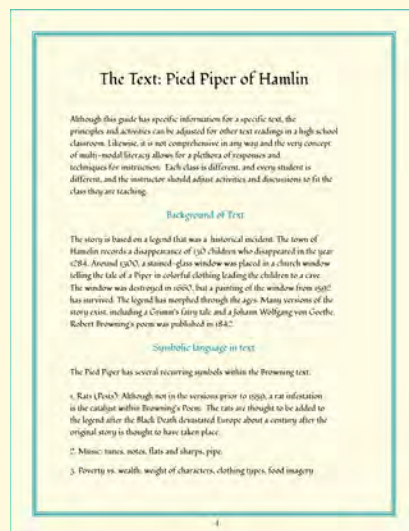 The Text: Pied Piper of Hamlin
Although this guide has specific information for a specific text, the
principles and activities can be adjusted for other text readings in a high school
classroom. Likewise, it is not comprehensive in any way and the very concept
of multi-modal literacy allows for a plethora of responses and
techniques for instruction. Each class is different, and every student is
different, and the instructor should adjust activities and discussions to fit the
class they are teaching.
Background of Text
The story is based on a legend that was a historical incident. The town of
Hamelin records a disappearance of 130 children who disappeared in the year
1284. Around 1300, a stained-glass window was placed in a church window
telling the tale of a Piper in colorful clothing leading the children to a cave.
The window was destroyed in 1660, but a painting of the window from 1592
has survived. The legend has morphed through the ages. Many versions of the
story exist, including a Grimm's fairy tale and a Johann Wolfgang von Goethe.
Robert Browning's poem was published in 1842.
Symbolic language in text
The Pied Piper has several recurring symbols within the Browning text.
1. Rats (Pests): Although not in the versions prior to 1559, a rat infestation
is the catalyst within Browning's Poem. The rats are thought to be added to
the legend after the Black Death devastated Europe about a century after the
original story is thought to have taken place.
2. Music: tunes, notes, flats and sharps, pipe.
3. Poverty vs. wealth: weight of characters, clothing types, food imagery
4